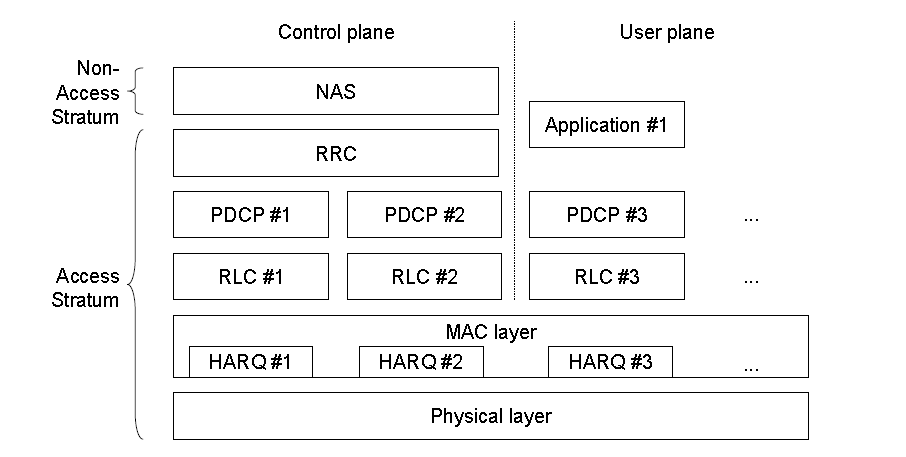 Control plane
User plane
Non-
Access
Stratum
NAS
Application #1
RRC
PDCP #1
PDCP #2
PDCP #3
...
Access
Stratum
RLC #1
RLC #2
RLC #3
...
MAC layer
HARQ #1
HARQ #2
HARQ #3
...
Physical layer